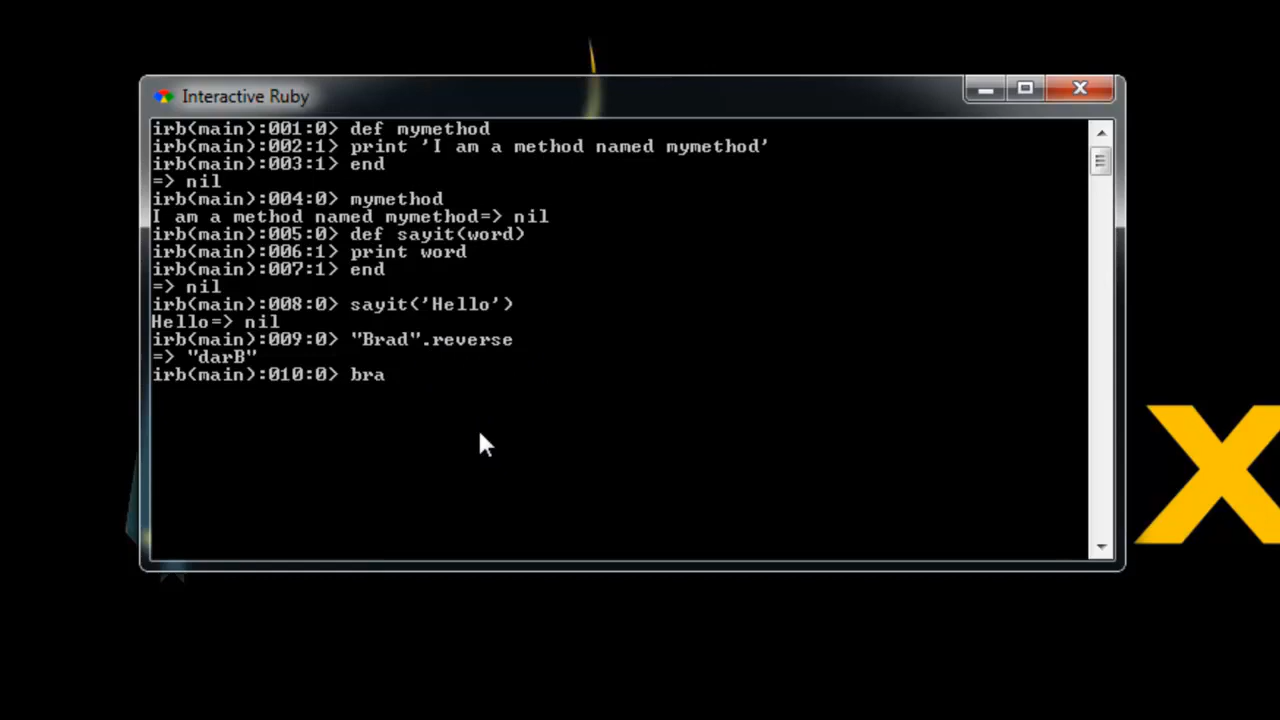 Interactive Ruby
irb(main):001:0> def mymethod
irb(main):002:1> print 'I am a method named mymethod'
irb(main):003:1> end
=> nil
irb(main):004:0> mymethod
I am a method named mymethod=> nil
irb(main):005:0> def sayit(word)
irb(main):006:1> print word
irb(main):007:1> end
=> nil
irb(main):008:0> sayit('Hello')
Hello=> nil
irb(main):009:0> "Brad".reverse
=> "darB"
irb(main):010:0> bra
X